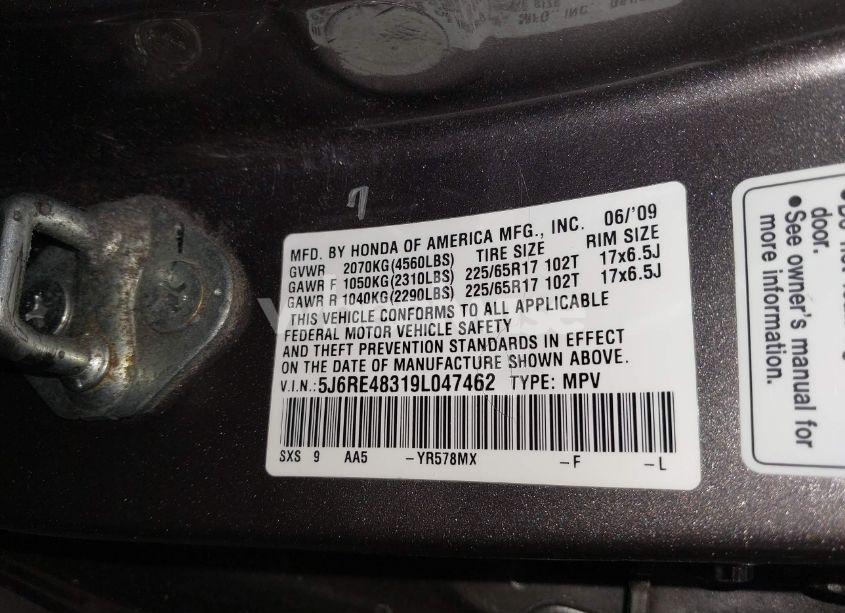 7
MFD. BY HONDA OF AMERICA MFG., INC. 06/'09
GVWR 2070KG(4560LBS) TIRE SIZE RIM SIZE
GAWR F 1050KG(2310LBS) 225/65R17 102T 17x6.5J
GAWR R 1040KG(2290LBS) 225/65R17 102T 17x6.5J
THIS VEHICLE CONFORMS TO ALL APPLICABLE
FEDERAL MOTOR VEHICLE SAFETY
AND THEFT PREVENTION STANDARDS IN EFFECT
ON THE DATE OF MANUFACTURE SHOWN ABOVE.
V.I.N.: 5J6RE48319L047462 TYPE: MPV
SXS 9 AA5 -YR578MX -F -L
door.
• See owner's manual for
more information.